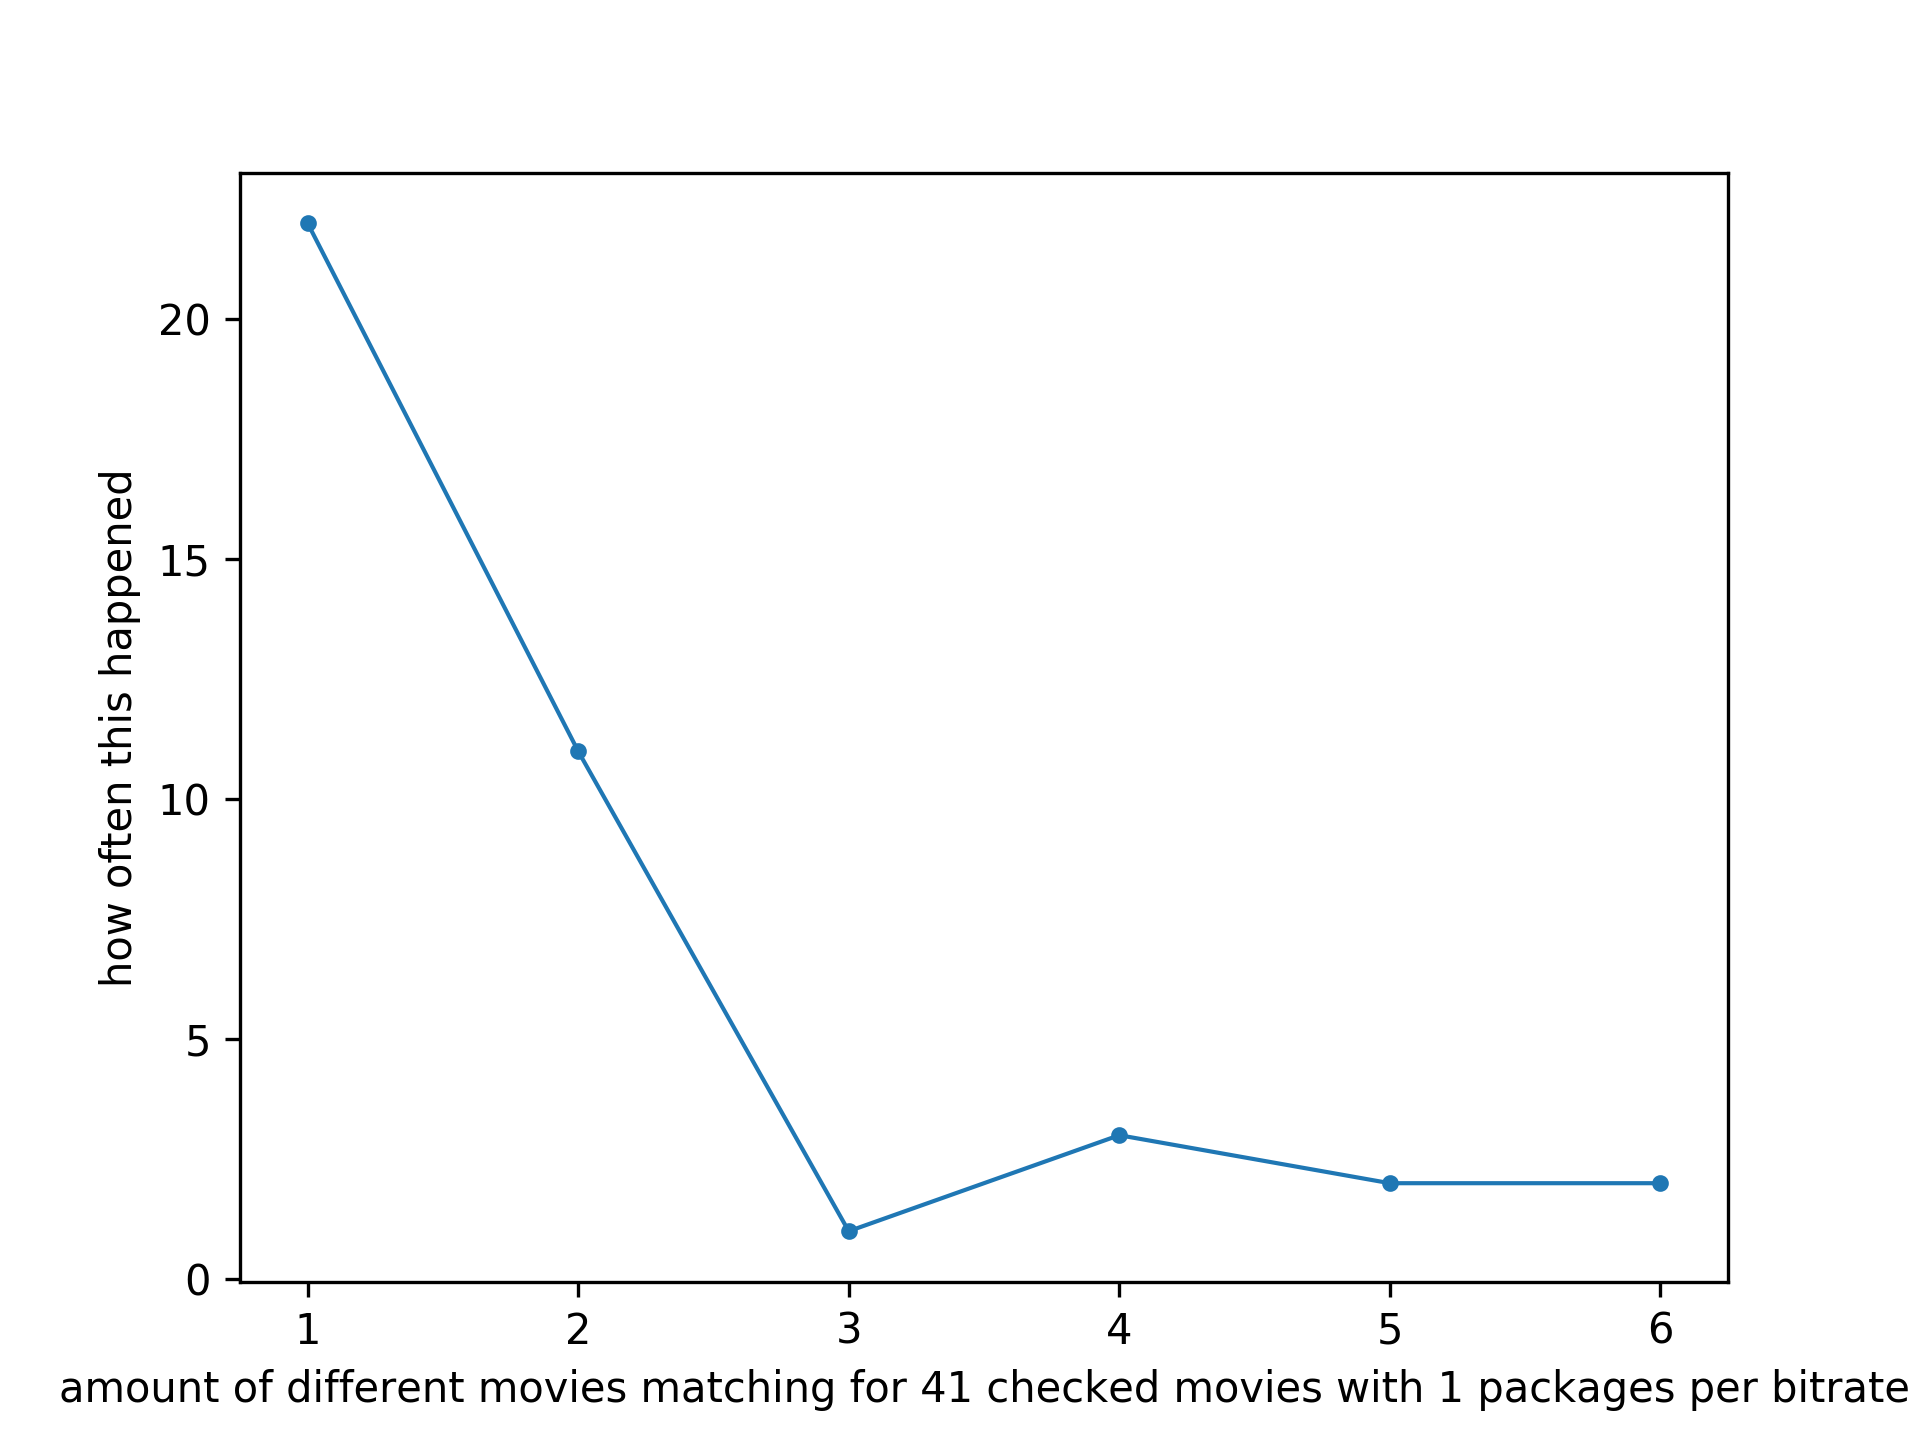 how often this happened
20
15
10
5
0
1 2 3 4 5 6
amount of different movies matching for 41 checked movies with 1 packages per bitrate